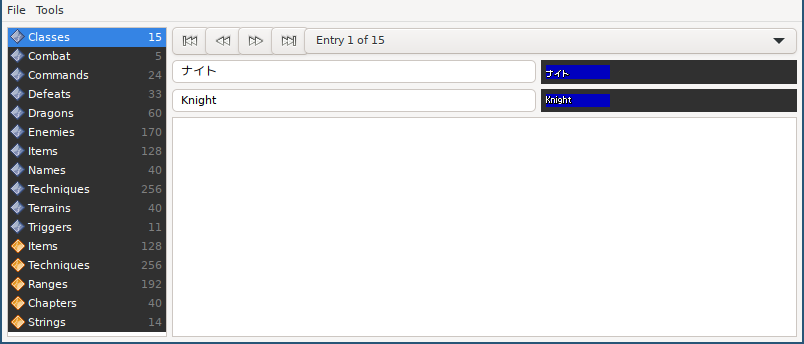 File Tools
Classes 15
Combat 5
Commands 24
Defeats 33
Dragons 60
Enemies 170
Items 128
Names 40
Techniques 256
Terrains 40
Triggers 11
Items 128
Techniques 256
Ranges 192
Chapters 40
Strings 14
Entry 1 of 15
ナイト
ナイト
Knight
Knight